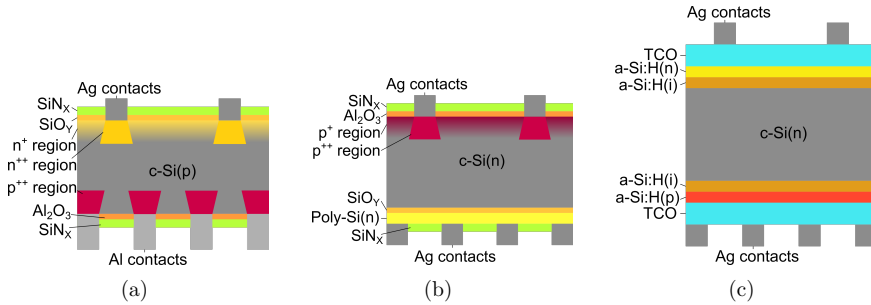 Ag contacts
SiNX
SiOY
n+ region
n++ region
c-Si(p)
p++ region
Al2O3
SiNX
Al contacts
(a)
Ag contacts
SiNX
Al2O3
p+ region
p++ region
c-Si(n)
SiOY
Poly-Si(n)
SiNX
Ag contacts
(b)
Ag contacts
TCO
a-Si:H(n)
a-Si:H(i)
c-Si(n)
a-Si:H(i)
a-Si:H(p)
TCO
Ag contacts
(c)